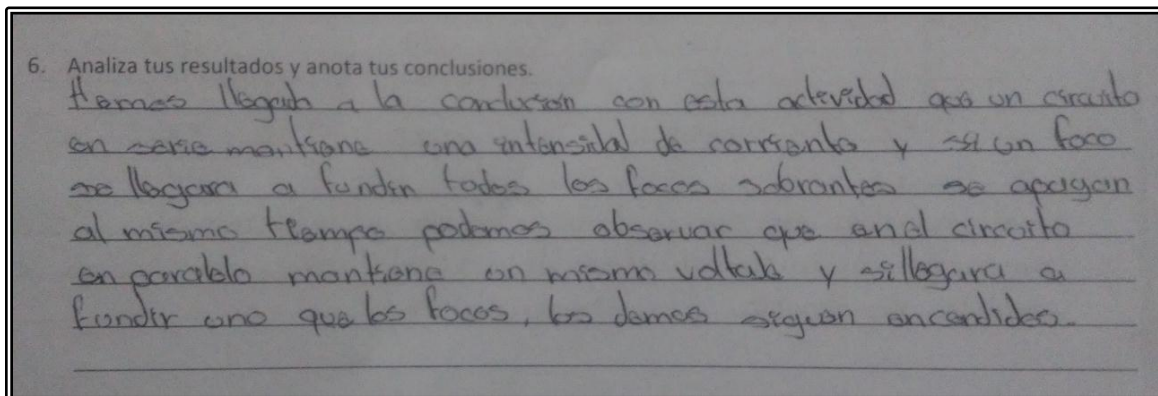 6. Analiza tus resultados y anota tus conclusiones.
Hemos llegado a la conclusión con esta actividad que un circuito
en serie mantiene una intensidad de corriente y si un foco
se llegara a fundir todos los focos sobrantes se apagan
al mismo tiempo podemos observar que en el circuito
en paralelo mantiene un mismo voltale y si llegara a
fundir uno que los focos, los demas siguen encendidos.